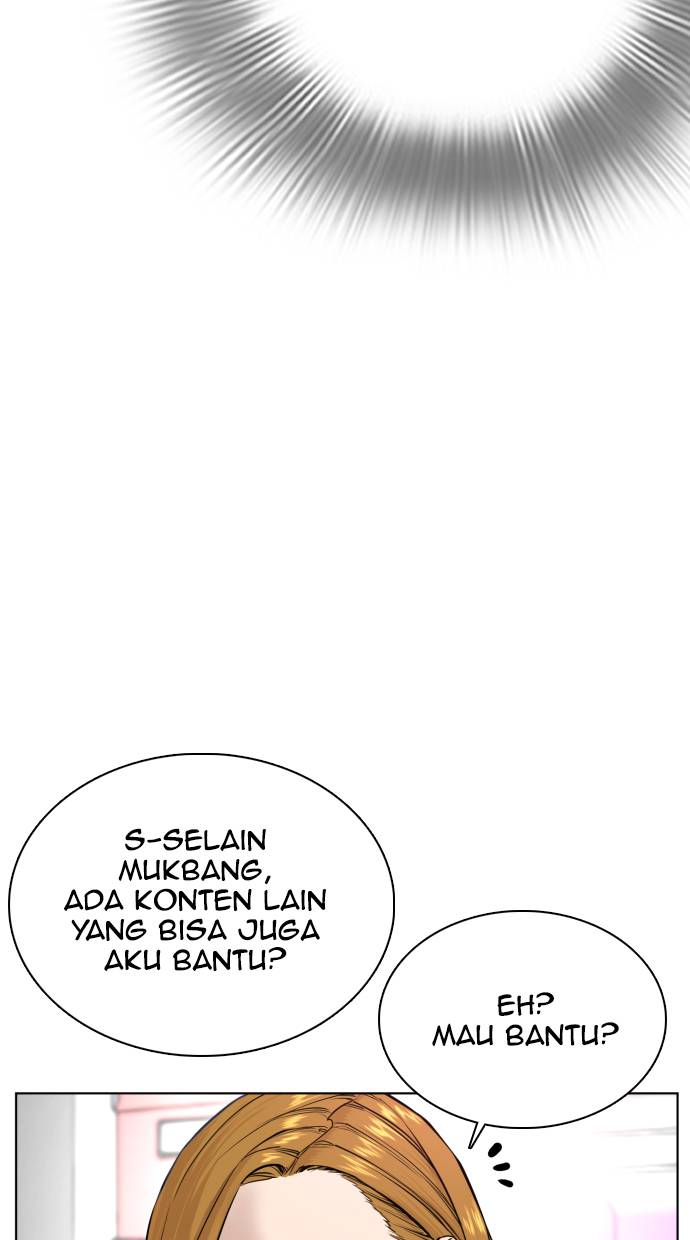 S-SELAIN
MUKBANG,
ADA KONTEN LAIN
YANG BISA JUGA
AKU BANTU?
EH?
MAU BANTU?